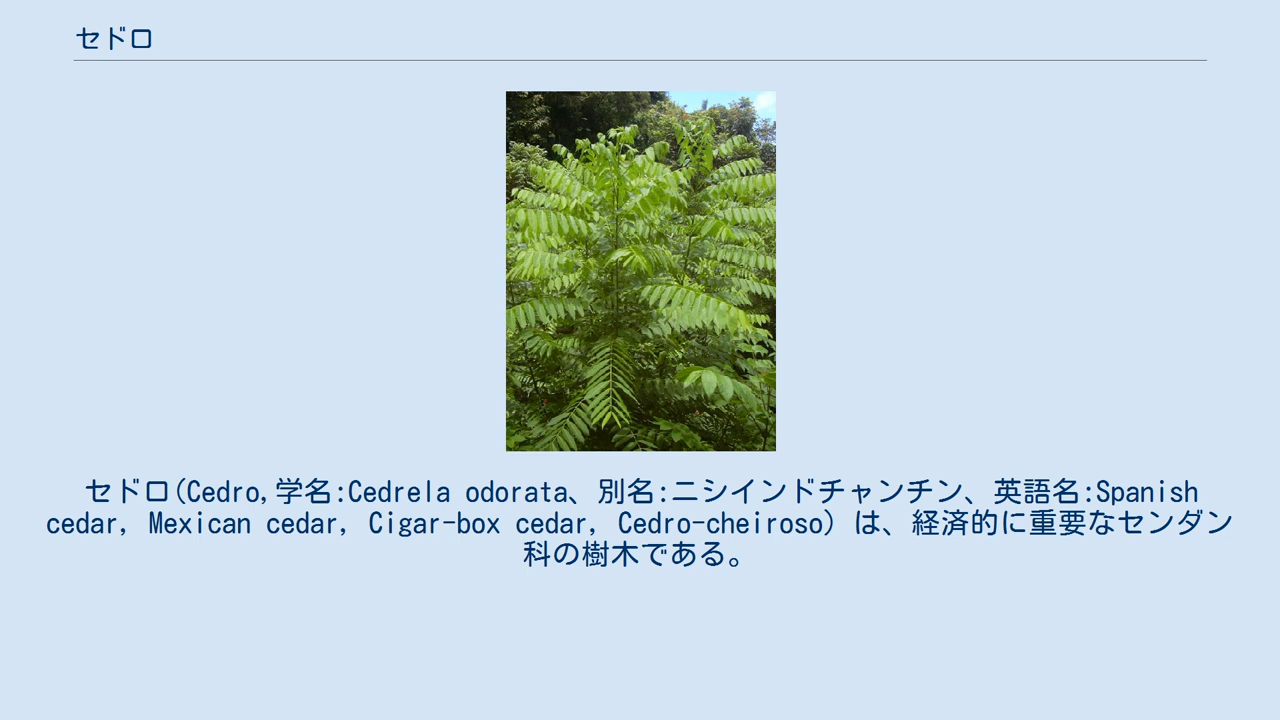 セドロ
セドロ(Cedro,学名:Cedrela odorata、別名:ニシインドチャンチン、英語名:Spanish
cedar, Mexican cedar, Cigar-box cedar, Cedro-cheiroso) は、経済的に重要なセンダン
科の樹木である。